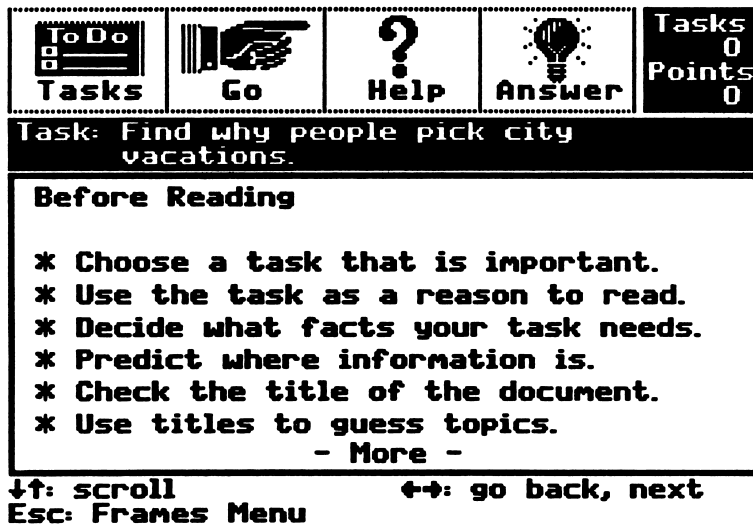 To Do
Tasks
Go
Help
Answer
Tasks
0
Points
0
Task: Find why people pick city
vacations.
Before Reading
* Choose a task that is important.
* Use the task as a reason to read.
* Decide what facts your task needs.
* Predict where information is.
* Check the title of the document.
* Use titles to guess topics.
- More -
↓↑: scroll ←→: go back, next
Esc: Frames Menu